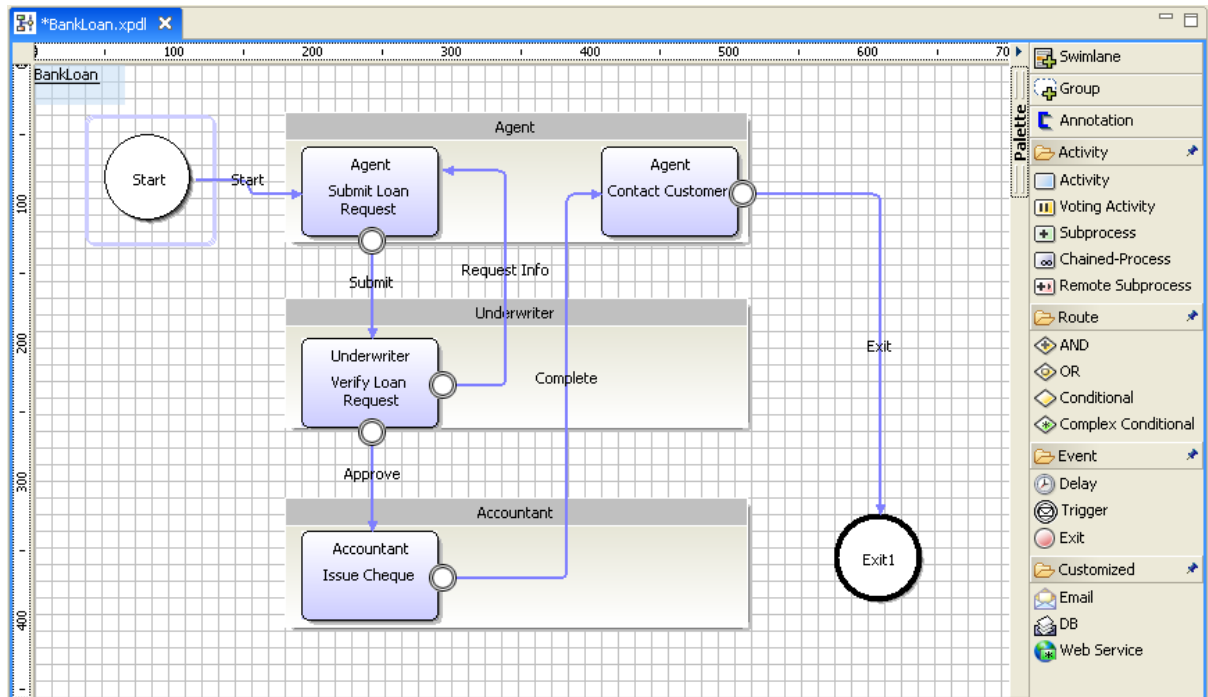 *BankLoan.xpdl
0 100 200 300 400 500 600 70
BankLoan
0
100
200
300
400
Start
Start
Agent
Agent
Submit Loan
Request
Agent
Contact Customer
Submit
Request Info
Underwriter
Underwriter
Verify Loan
Request
Complete
Exit
Approve
Accountant
Accountant
Issue Cheque
Exit1
Palette
Swimlane
Group
Annotation
Activity
Activity
Voting Activity
Subprocess
Chained-Process
Remote Subprocess
Route
AND
OR
Conditional
Complex Conditional
Event
Delay
Trigger
Exit
Customized
Email
DB
Web Service